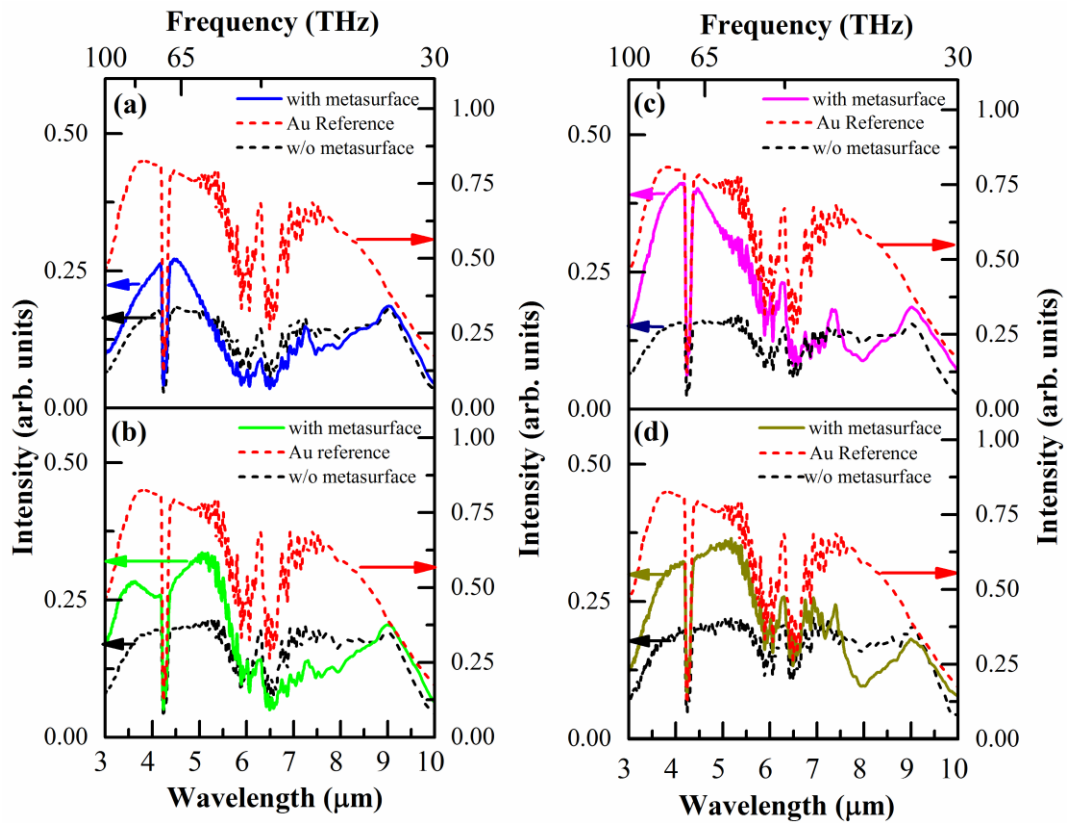 Frequency (THz)
100 65 30
(a)
with metasurface
Au Reference
w/o metasurface
0.50
0.25
0.00
1.00
0.75
0.50
0.25
0.00
(b)
with metasurface
Au reference
w/o metasurface
0.50
0.25
0.00
1.00
0.75
0.50
0.25
0.00
3 4 5 6 7 8 9 10
Wavelength (μm)
Intensity (arb. units)
Intensity (arb. units)
Frequency (THz)
100 65 30
(c)
with metasurface
Au Reference
w/o metasurface
0.50
0.25
0.00
1.00
0.75
0.50
0.25
0.00
(d)
with metasurface
Au Reference
w/o metasurface
0.50
0.25
0.00
1.00
0.75
0.50
0.25
0.00
3 4 5 6 7 8 9 10
Wavelength (μm)
Intensity (arb. units)